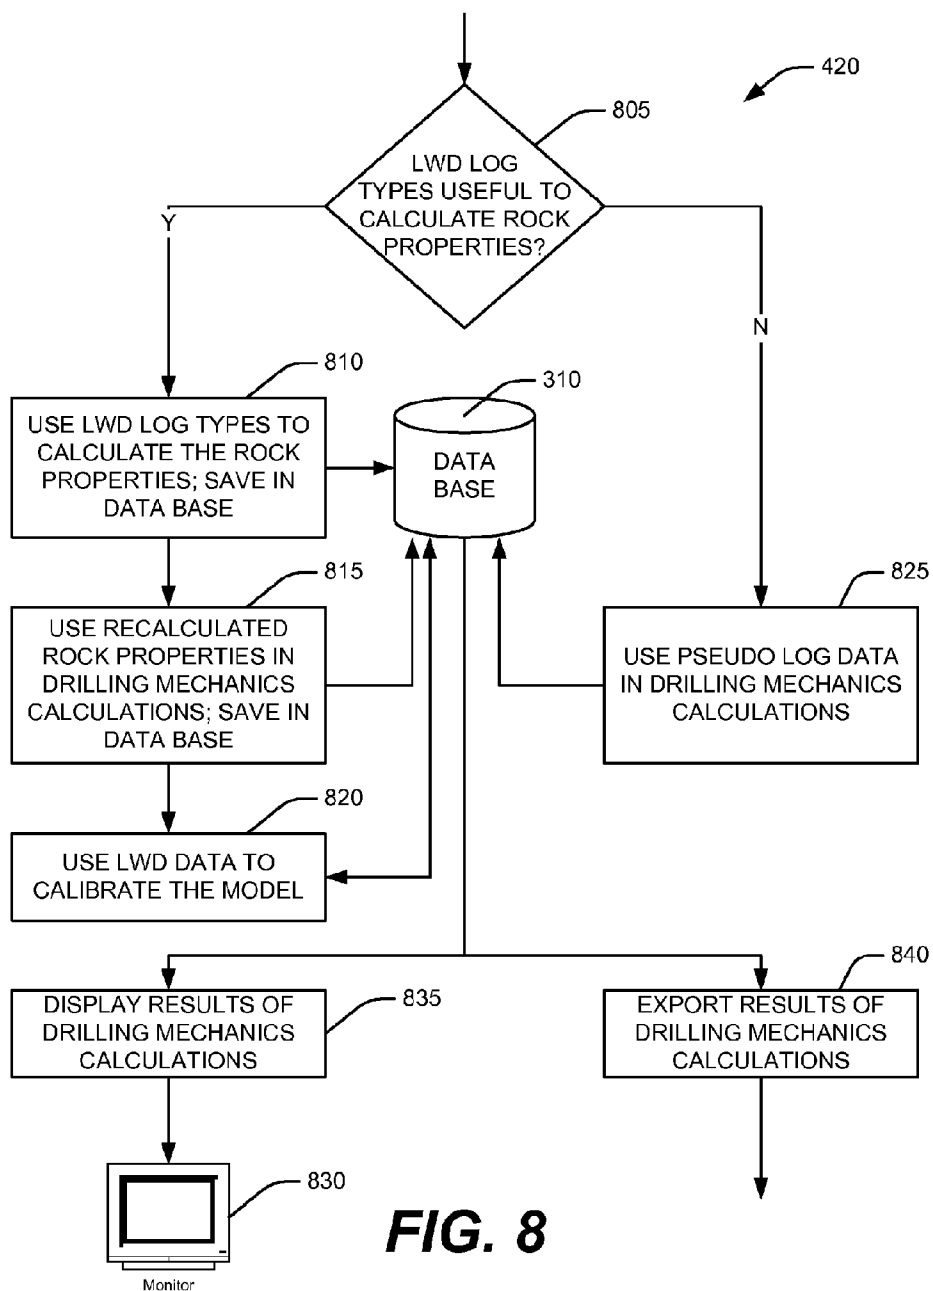 420
805
LWD LOG
TYPES USEFUL TO
CALCULATE ROCK
PROPERTIES?
Y
N
810
USE LWD LOG TYPES TO
CALCULATE THE ROCK
PROPERTIES; SAVE IN
DATA BASE
310
DATA
BASE
815
USE RECALCULATED
ROCK PROPERTIES IN
DRILLING MECHANICS
CALCULATIONS; SAVE IN
DATA BASE
825
USE PSEUDO LOG DATA
IN DRILLING MECHANICS
CALCULATIONS
820
USE LWD DATA TO
CALIBRATE THE MODEL
835
DISPLAY RESULTS OF
DRILLING MECHANICS
CALCULATIONS
840
EXPORT RESULTS OF
DRILLING MECHANICS
CALCULATIONS
830
Monitor
FIG. 8